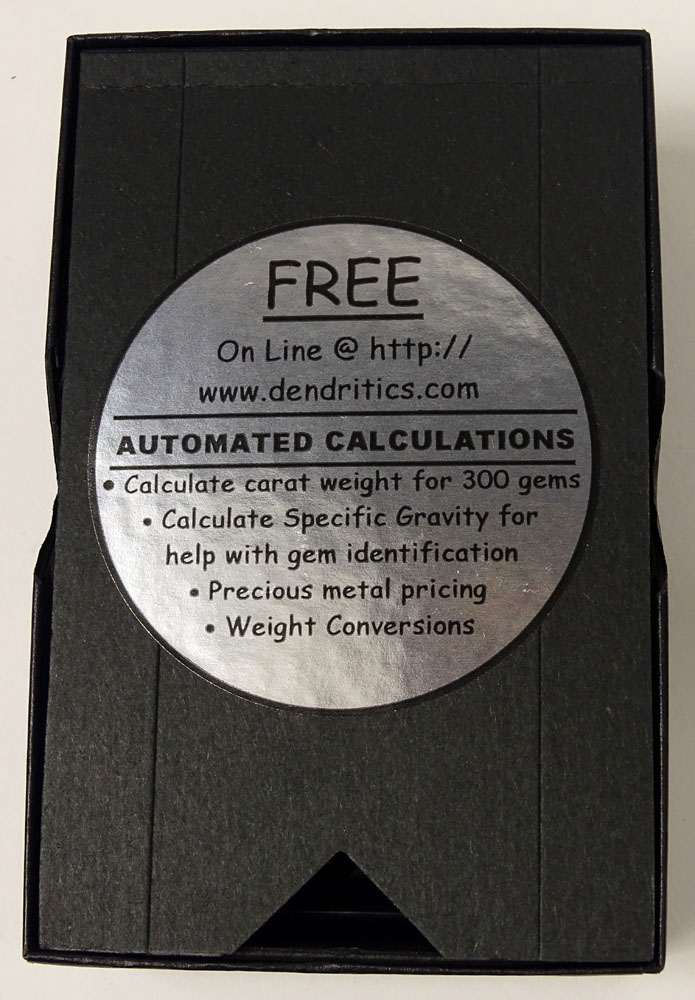 FREE
On Line @ http://
www.dendritics.com
AUTOMATED CALCULATIONS
• Calculate carat weight for 300 gems
• Calculate Specific Gravity for
help with gem identification
• Precious metal pricing
• Weight Conversions